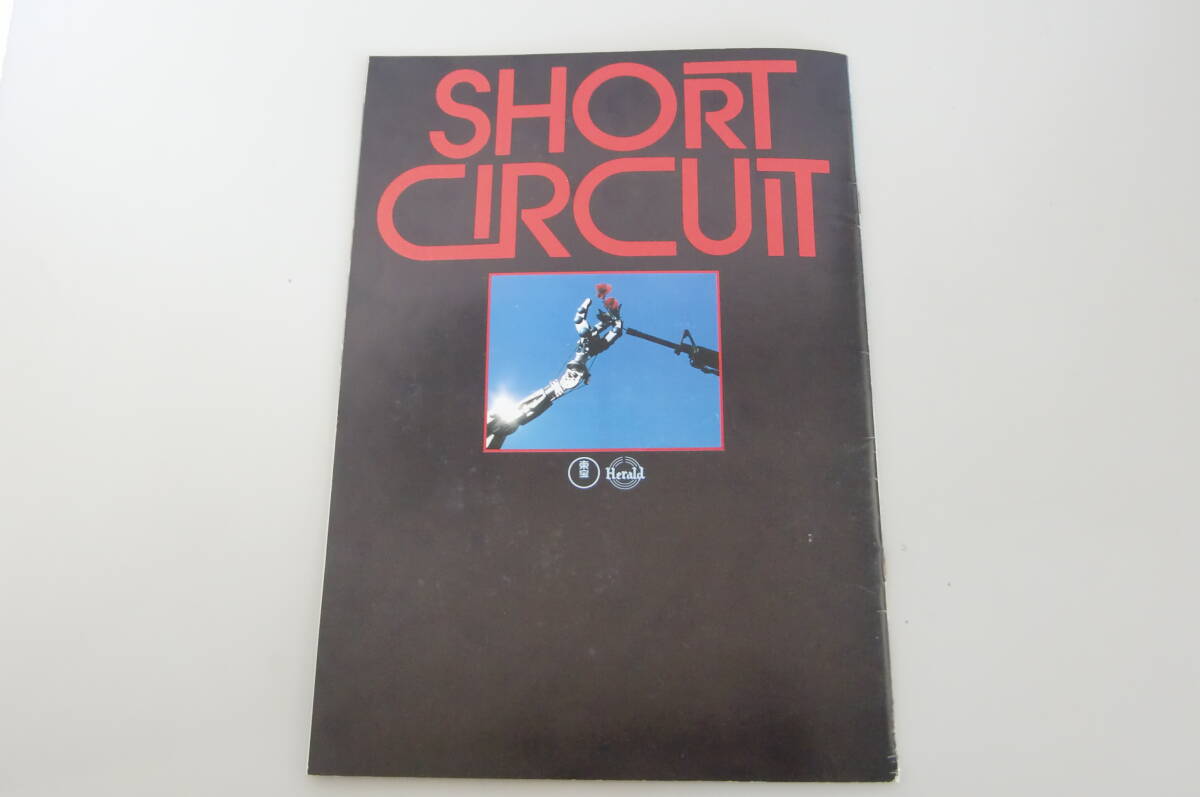 SHORT
CIRCUIT
東宝 Herald